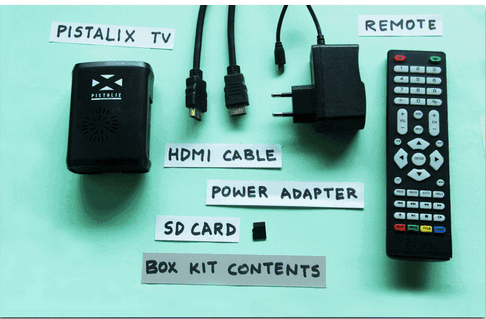 PISTALIX TV
REMOTE
PISTALIX
HDMI CABLE
POWER ADAPTER
SD CARD
BOX KIT CONTENTS